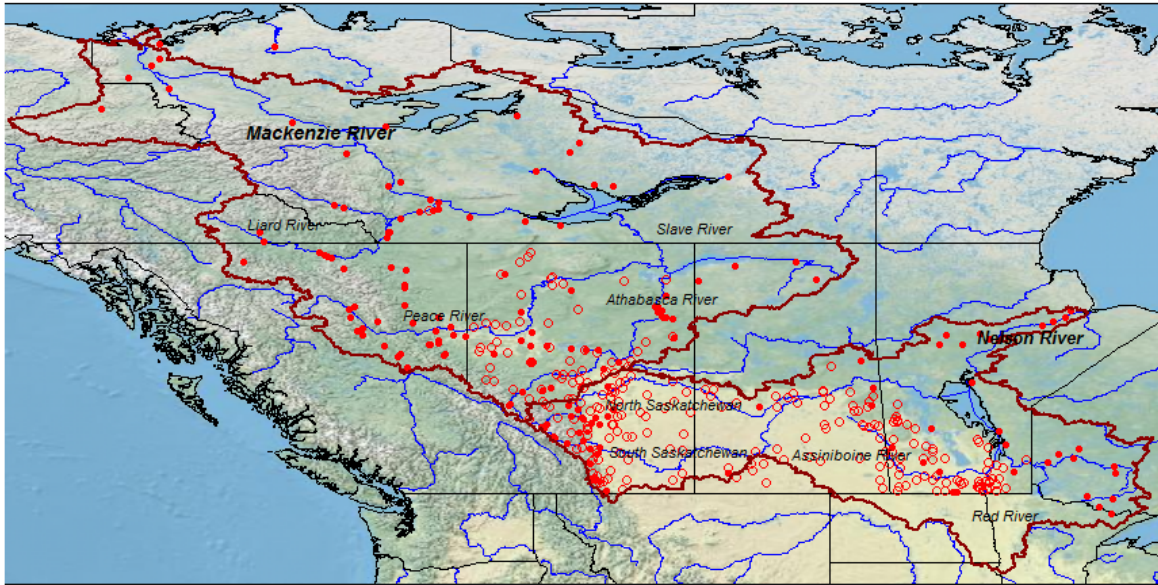 Mackenzie River
Liard River
Slave River
Athabasca River
Peace River
Nelson River
North Saskatchewan
South Saskatchewan
Assiniboine River
Red River